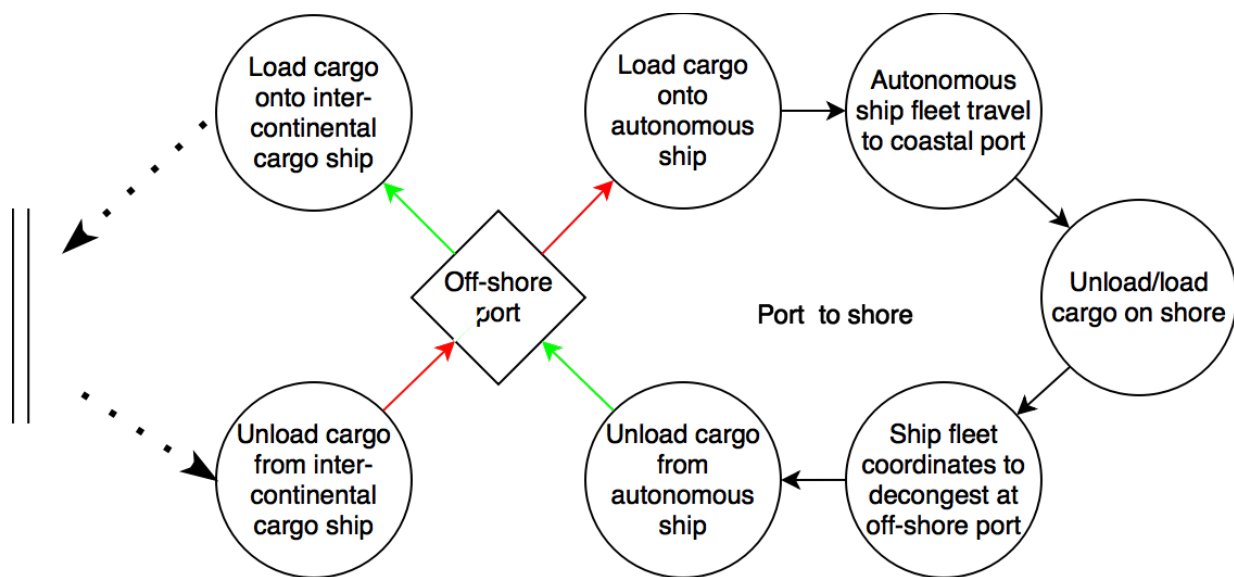 Load cargo
onto inter-
continental
cargo ship
Load cargo
onto
autonomous
ship
Autonomous
ship fleet travel
to coastal port
Off-shore
port
Port to shore
Unload/load
cargo on shore
Unload cargo
from inter-
continental
cargo ship
Unload cargo
from
autonomous
ship
Ship fleet
coordinates to
decongest at
off-shore port